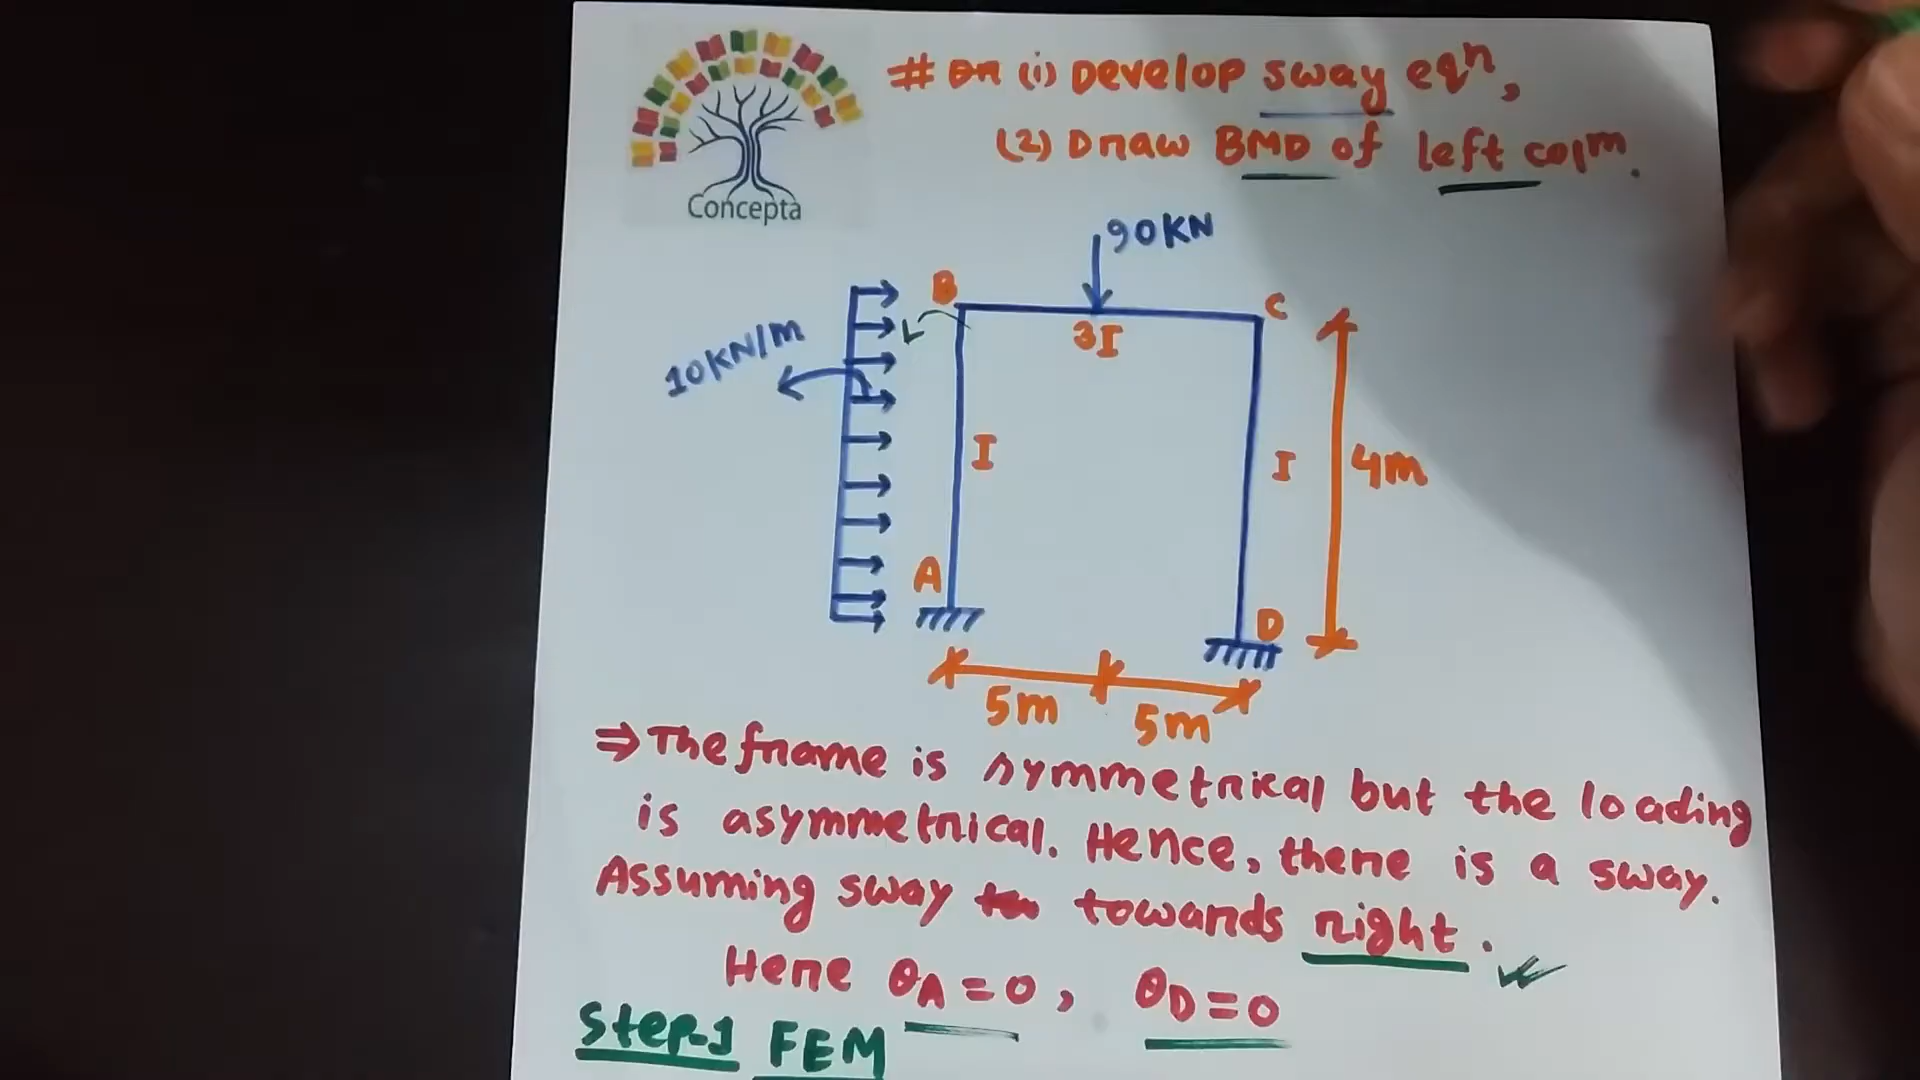 # Qn (i) Develop sway eqn,
(2) Draw BMD of left colm.
Concepta
90KN
B
C
3I
10KN/m
I
I
4m
A
D
5m
5m
⇒ The frame is symmetrical but the loading
is asymmetrical. Hence, there is a sway.
Assuming sway towards right.
Here θA=0, θD=0
Step-1 FEM